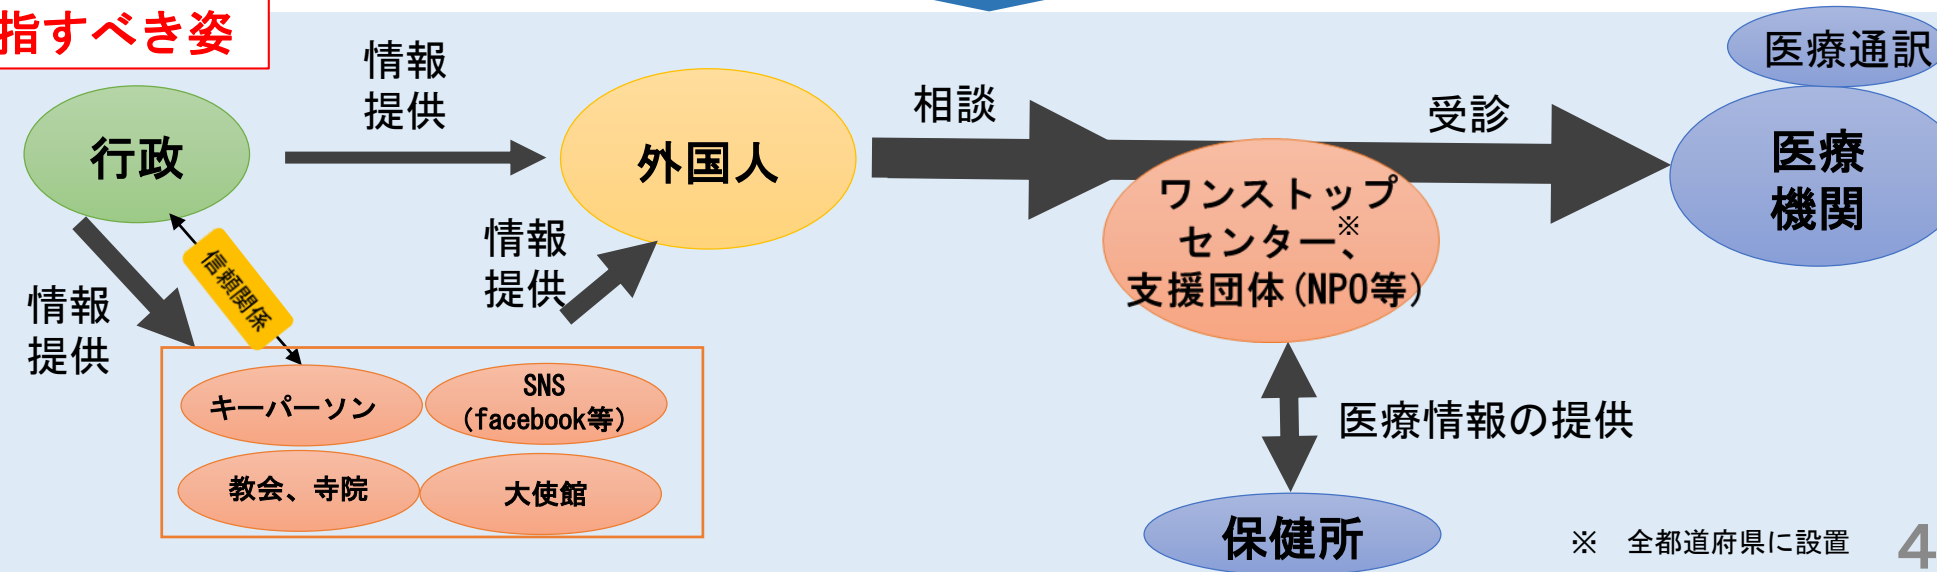 指すべき姿
情報
提供
行政
外国人
相談
受診
医療通訳
医療
機関
ワンストップ
センター※、
支援団体(NPO等)
情報
提供
信頼関係
情報
提供
キーパーソン
SNS
(facebook等)
教会、寺院
大使館
医療情報の提供
保健所
※ 全都道府県に設置
4